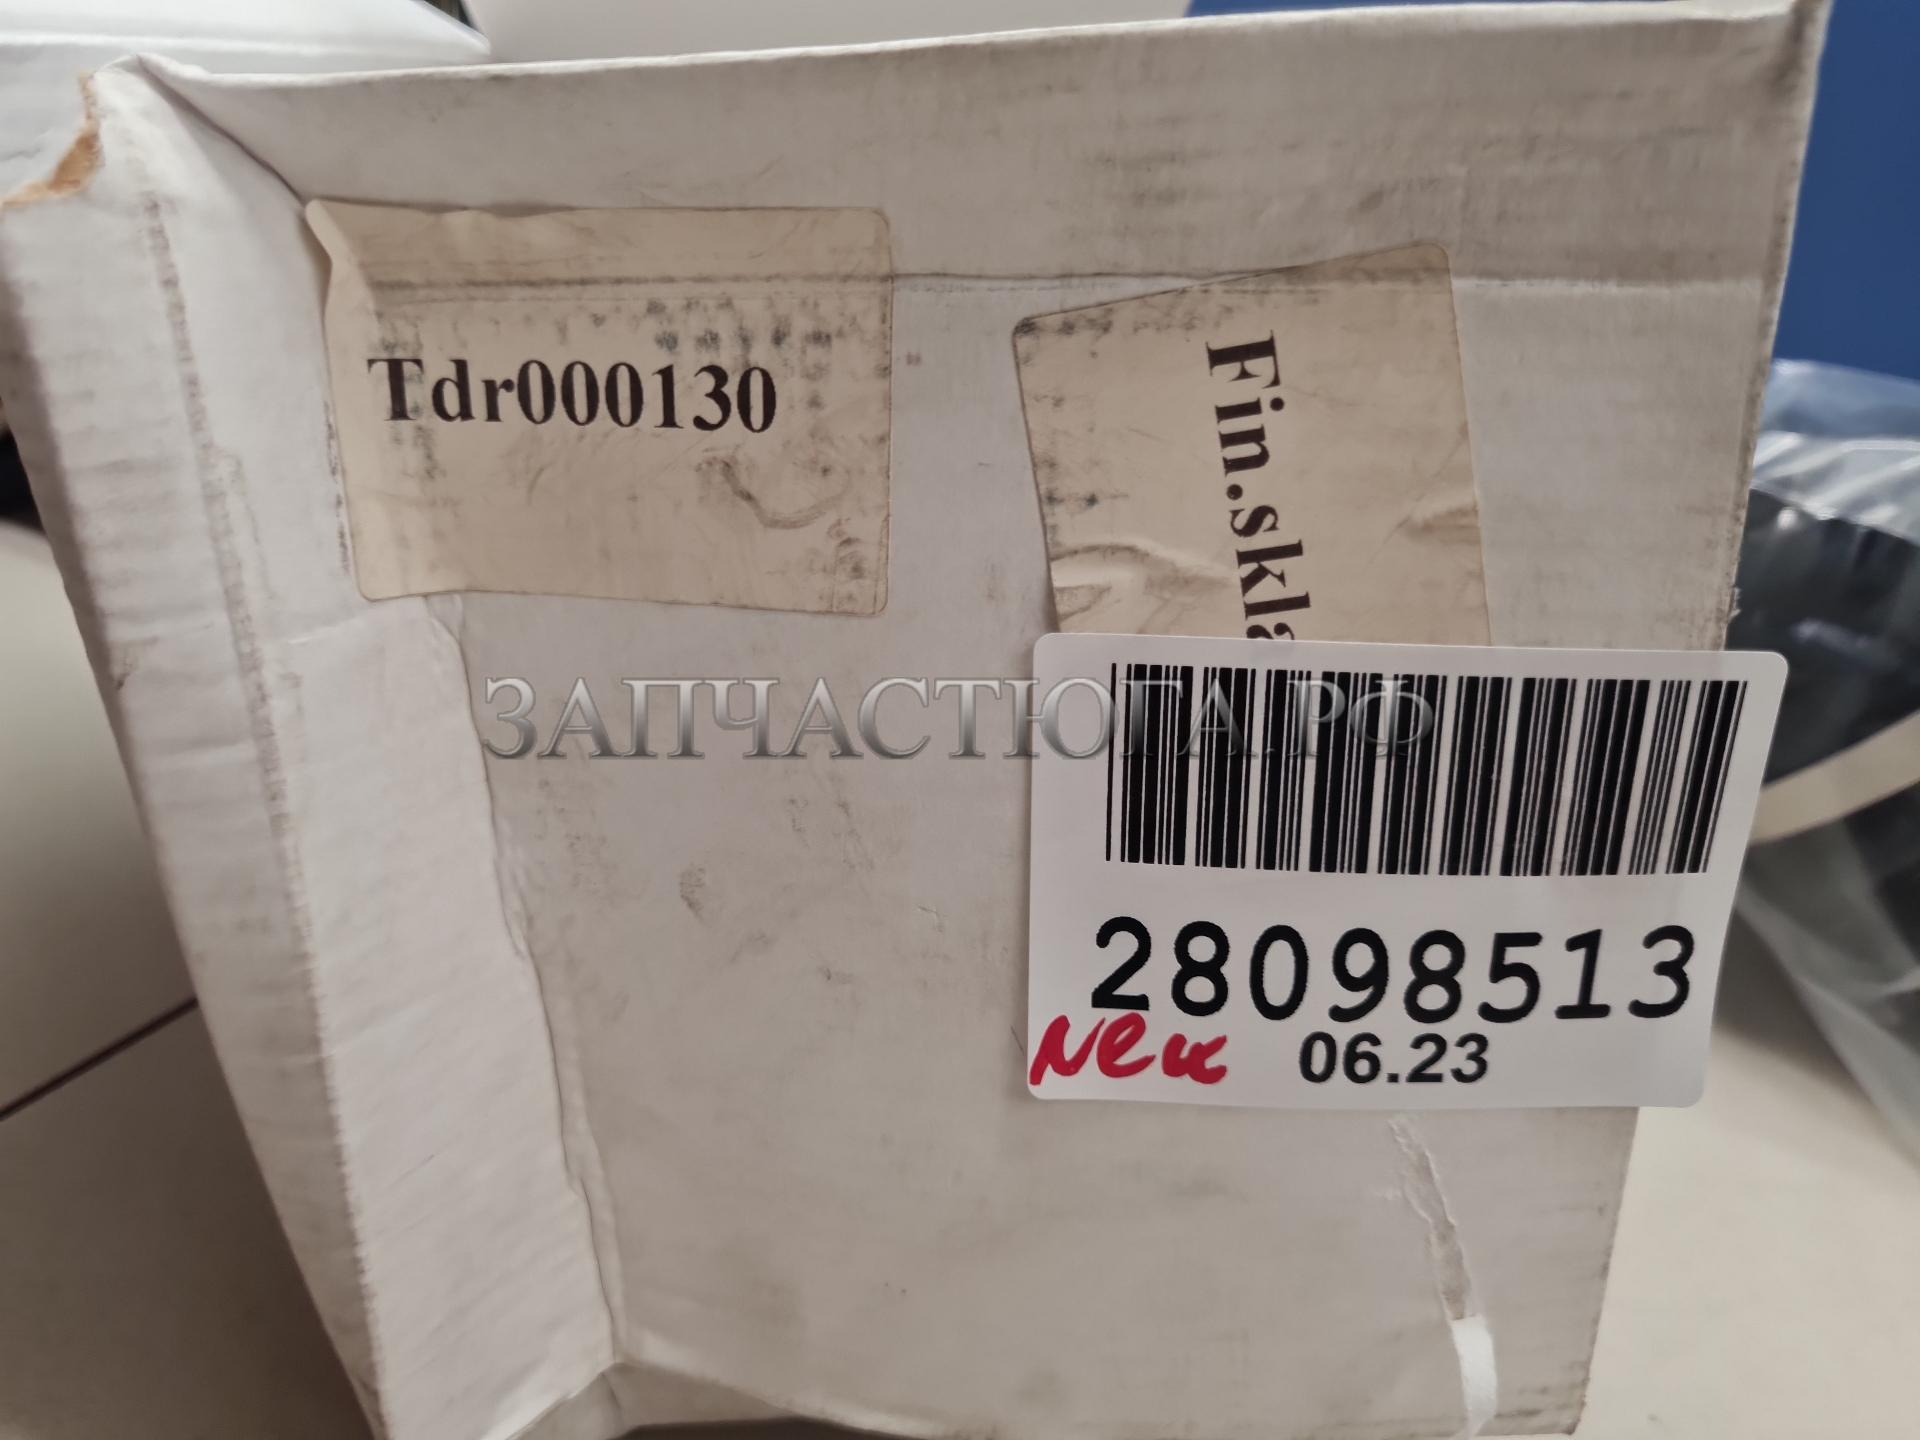 Tdr000130
Fin.skla
ЗАПЧАСТЮГА.РФ
28098513
New 06.23